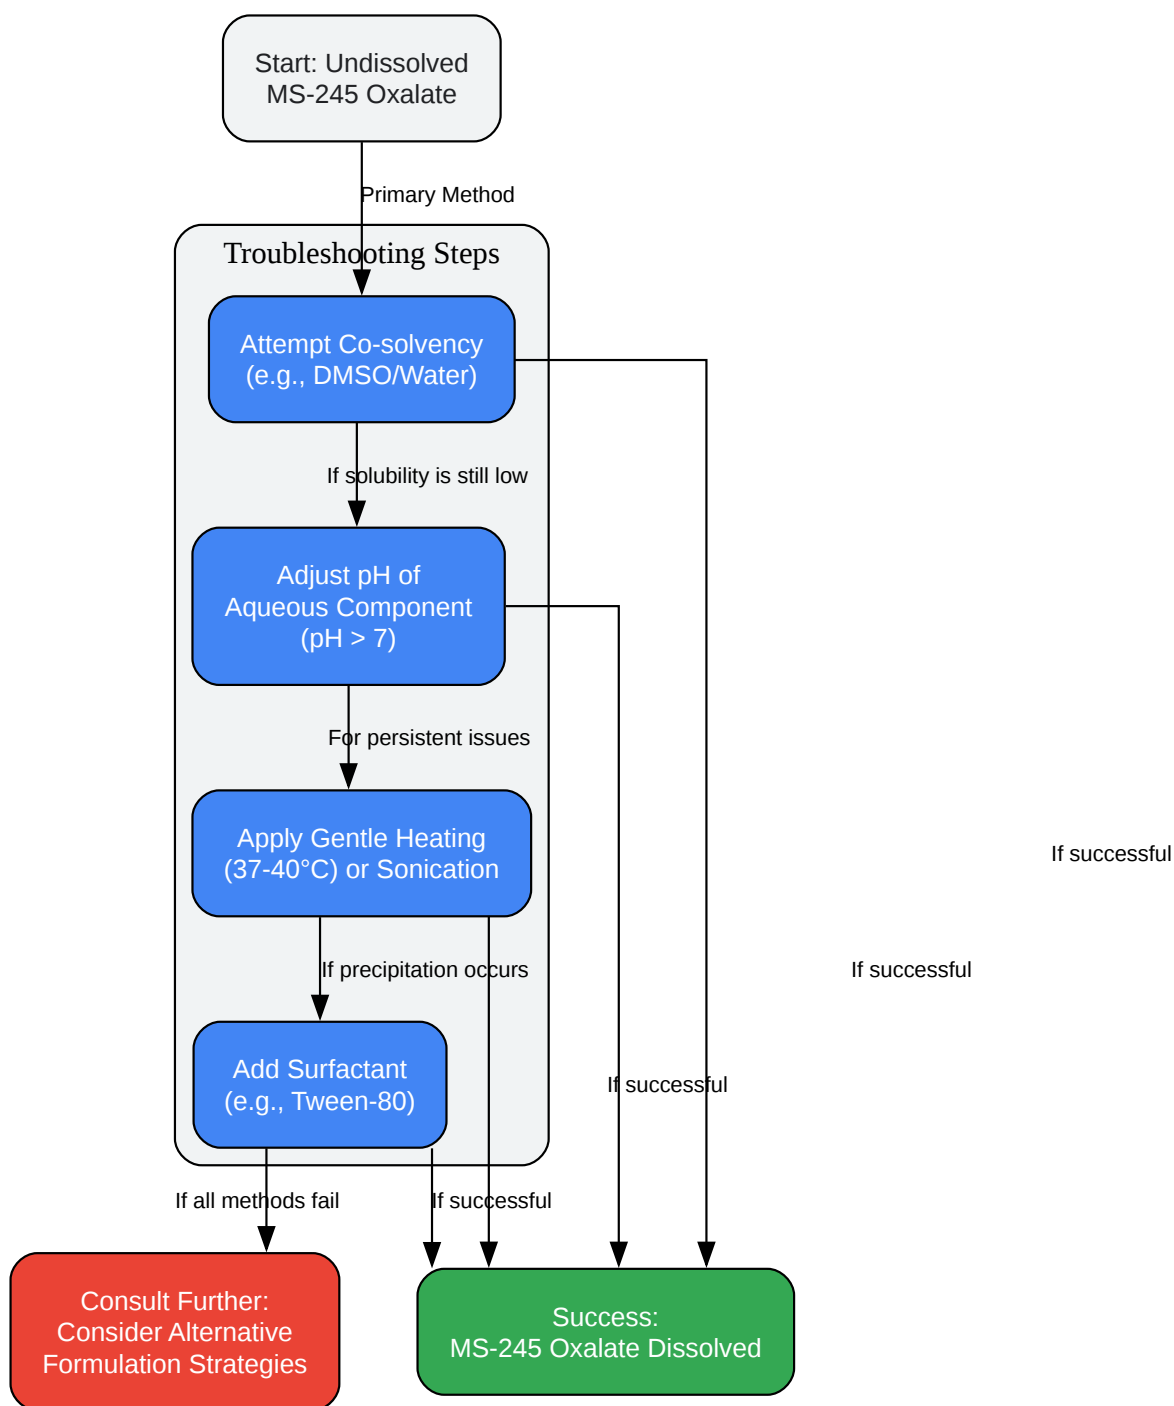 Start: Undissolved
MS-245 Oxalate
Primary Method
Troubleshooting Steps
Attempt Co-solvency
(e.g., DMSO/Water)
If solubility is still low
Adjust pH of
Aqueous Component
(pH > 7)
For persistent issues
Apply Gentle Heating
(37-40°C) or Sonication
If successful
If precipitation occurs
If successful
Add Surfactant
(e.g., Tween-80)
If successful
If all methods fail
If successful
Consult Further:
Consider Alternative
Formulation Strategies
Success:
MS-245 Oxalate Dissolved